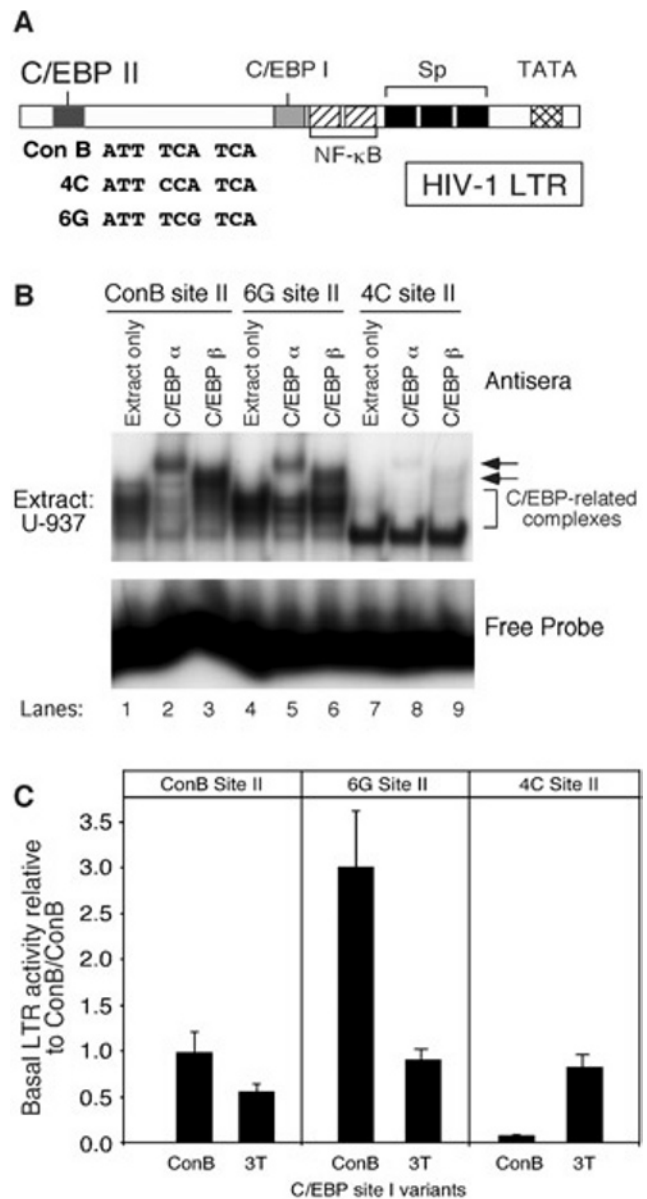 A
C/EBP II
C/EBP I
Sp
TATA
NF-κB
Con B ATT TCA TCA
4C ATT CCA TCA
6G ATT TCG TCA
HIV-1 LTR
B
ConB site II
6G site II
4C site II
Extract only
C/EBP α
C/EBP β
Extract only
C/EBP α
C/EBP β
Extract only
C/EBP α
C/EBP β
Antisera
Extract:
U-937
C/EBP-related
complexes
Free Probe
Lanes: 1 2 3 4 5 6 7 8 9
C
ConB Site II
6G Site II
4C Site II
Basal LTR activity relative
to ConB/ConB
3.5
3.0
2.5
2.0
1.5
1.0
0.5
0.0
ConB 3T ConB 3T ConB 3T
C/EBP site I variants